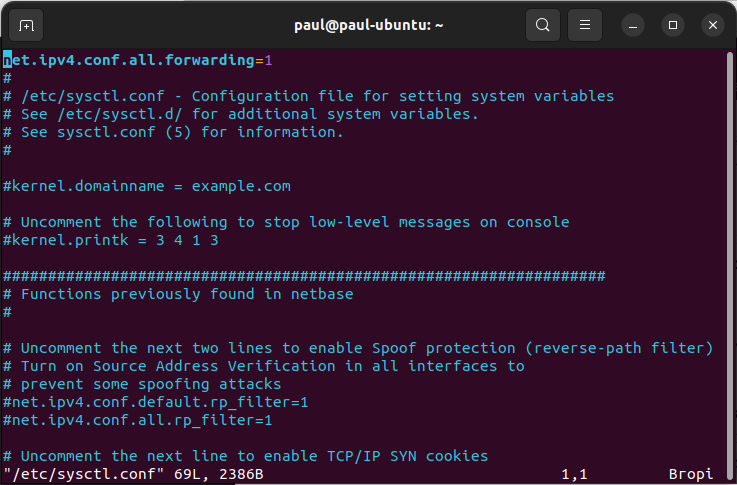 paul@paul-ubuntu: ~
net.ipv4.conf.all.forwarding=1
#
# /etc/sysctl.conf - Configuration file for setting system variables
# See /etc/sysctl.d/ for additional system variables.
# See sysctl.conf (5) for information.
#
#kernel.domainname = example.com
# Uncomment the following to stop low-level messages on console
#kernel.printk = 3 4 1 3
###################################################################
# Functions previously found in netbase
#
# Uncomment the next two lines to enable Spoof protection (reverse-path filter)
# Turn on Source Address Verification in all interfaces to
# prevent some spoofing attacks
#net.ipv4.conf.default.rp_filter=1
#net.ipv4.conf.all.rp_filter=1
# Uncomment the next line to enable TCP/IP SYN cookies
"/etc/sysctl.conf" 69L, 2386B 1,1 Bropi